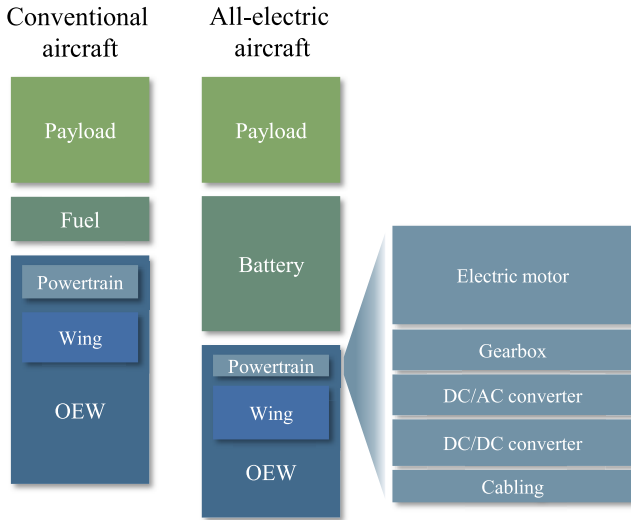 Conventional
aircraft
Payload
Fuel
Powertrain
Wing
OEW
All-electric
aircraft
Payload
Battery
Powertrain
Wing
OEW
Electric motor
Gearbox
DC/AC converter
DC/DC converter
Cabling